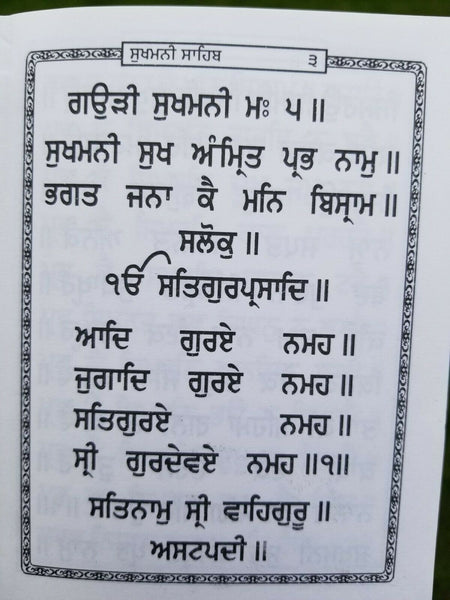 ਸੁਖਮਨੀ ਸਾਹਿਬ ੩
ਗਉੜੀ ਸੁਖਮਨੀ ਮਃ ੫ ॥
ਸੁਖਮਨੀ ਸੁਖ ਅੰਮ੍ਰਿਤ ਪ੍ਰਭ ਨਾਮੁ ॥
ਭਗਤ ਜਨਾ ਕੈ ਮਨਿ ਬਿਸ੍ਰਾਮ ॥
ਸਲੋਕੁ ॥
ੴ ਸਤਿਗੁਰਪ੍ਰਸਾਦਿ ॥
ਆਦਿ ਗੁਰਏ ਨਮਹ ॥
ਜੁਗਾਦਿ ਗੁਰਏ ਨਮਹ ॥
ਸਤਿਗੁਰਏ ਨਮਹ ॥
ਸ੍ਰੀ ਗੁਰਦੇਵਏ ਨਮਹ ॥੧॥
ਸਤਿਨਾਮੁ ਸ੍ਰੀ ਵਾਹਿਗੁਰੂ ॥
ਅਸਟਪਦੀ ॥